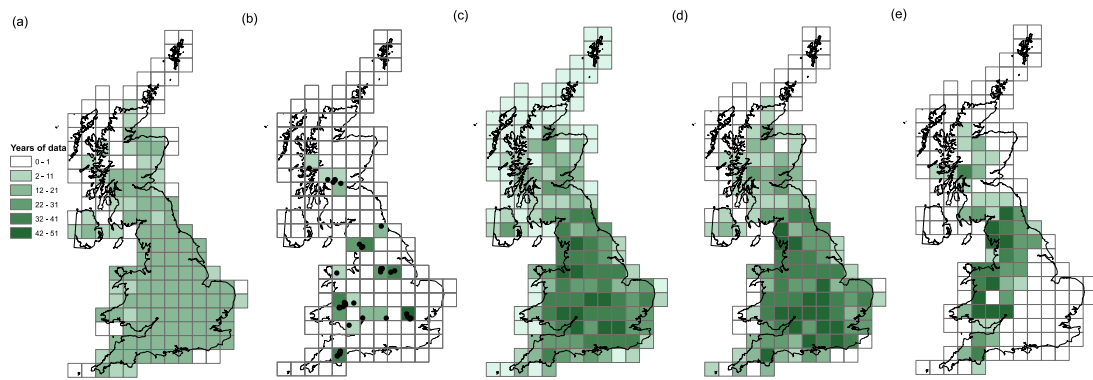 (a)
(b)
(c)
(d)
(e)
Years of data
0 – 1
2 – 11
12 - 21
22 - 31
32 - 41
42 - 51